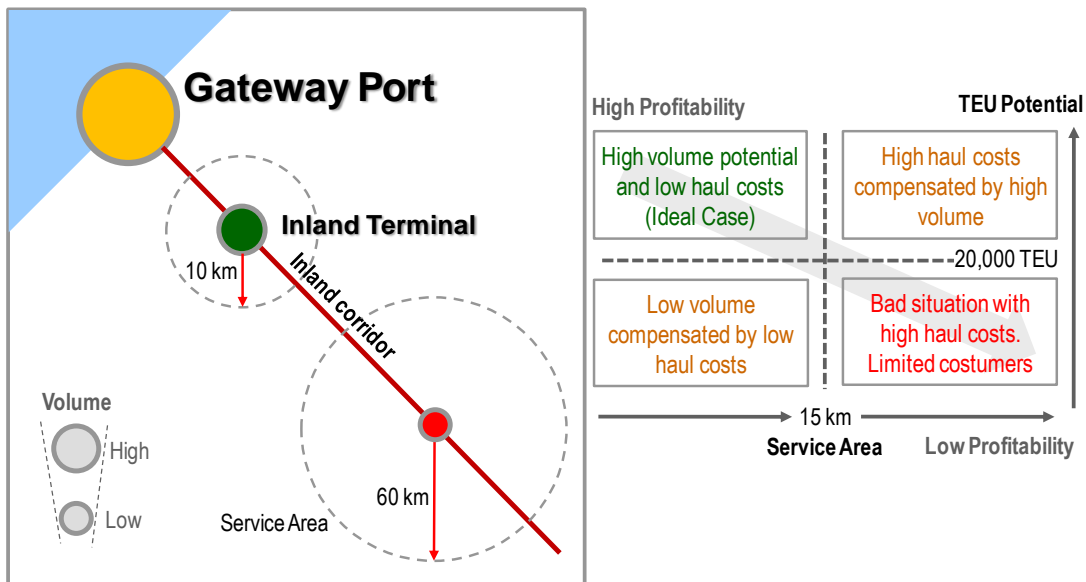 Gateway Port
Inland Terminal
10 km
Inland corridor
Volume
High
Low
60 km
Service Area
High Profitability
TEU Potential
High volume potential
and low haul costs
(Ideal Case)
High haul costs
compensated by high
volume
20,000 TEU
Low volume
compensated by low
haul costs
Bad situation with
high haul costs.
Limited costumers
15 km
Service Area
Low Profitability